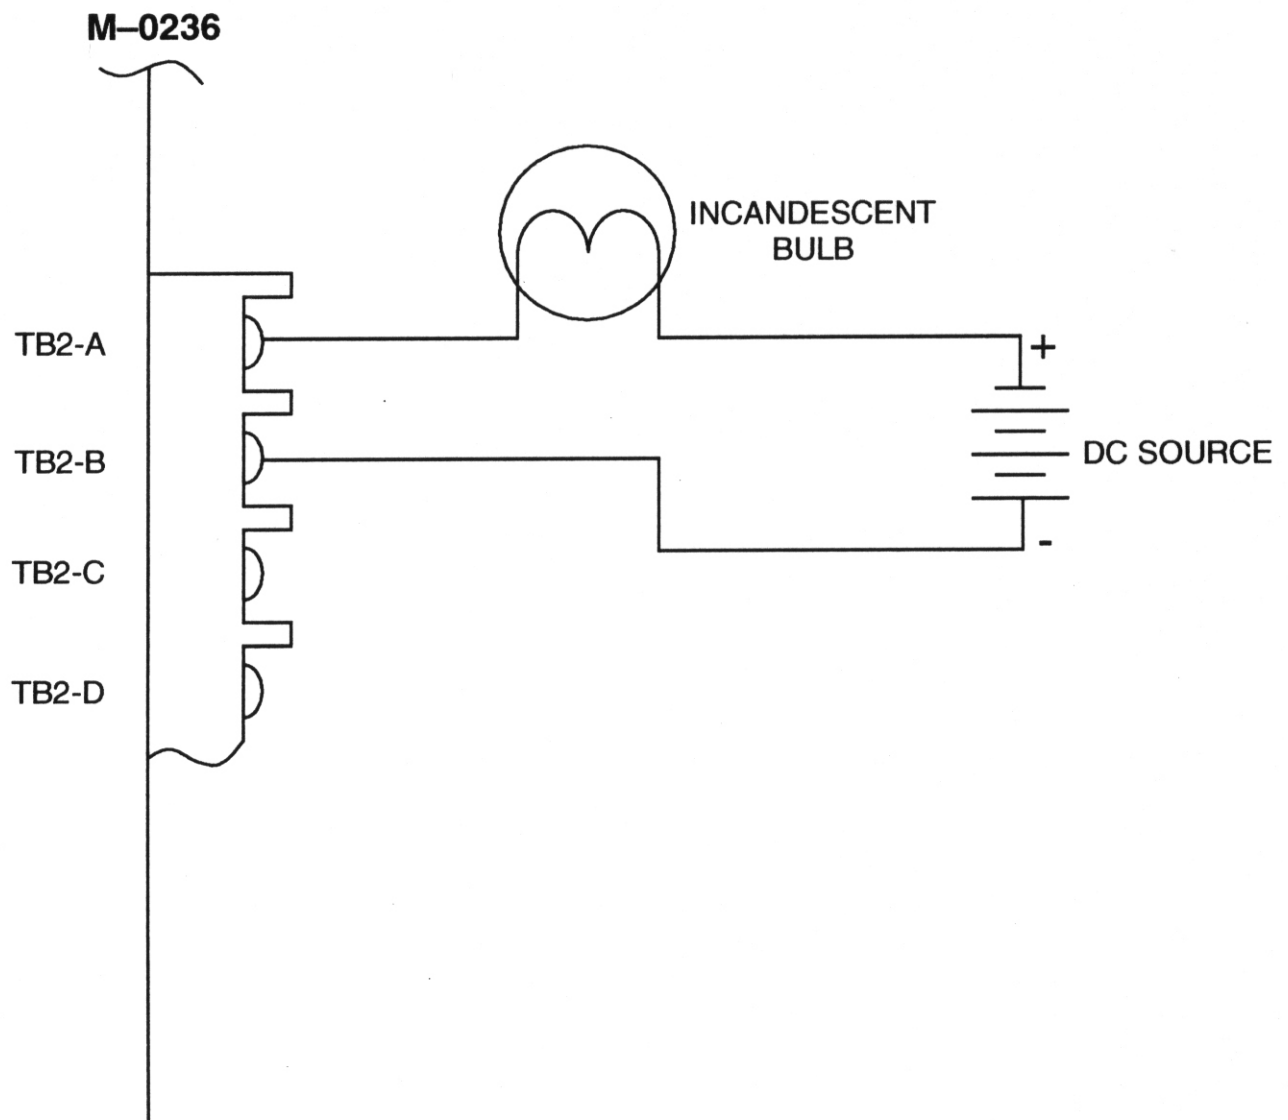 M–0236
INCANDESCENT
BULB
TB2-A
+
TB2-B
DC SOURCE
-
TB2-C
TB2-D